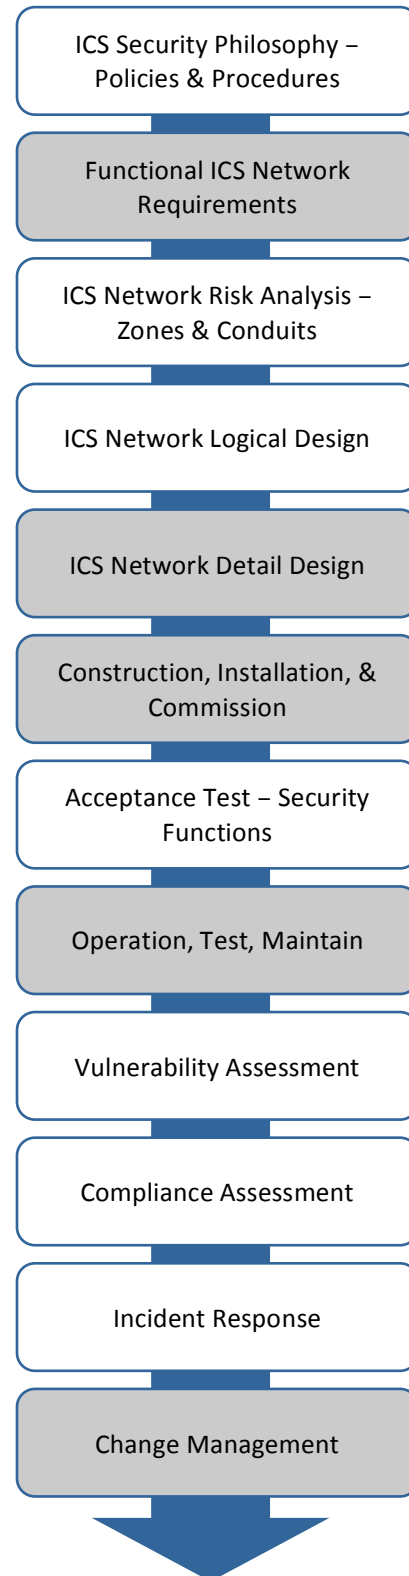 ICS Security Philosophy –
Policies & Procedures
Functional ICS Network
Requirements
ICS Network Risk Analysis –
Zones & Conduits
ICS Network Logical Design
ICS Network Detail Design
Construction, Installation, &
Commission
Acceptance Test – Security
Functions
Operation, Test, Maintain
Vulnerability Assessment
Compliance Assessment
Incident Response
Change Management